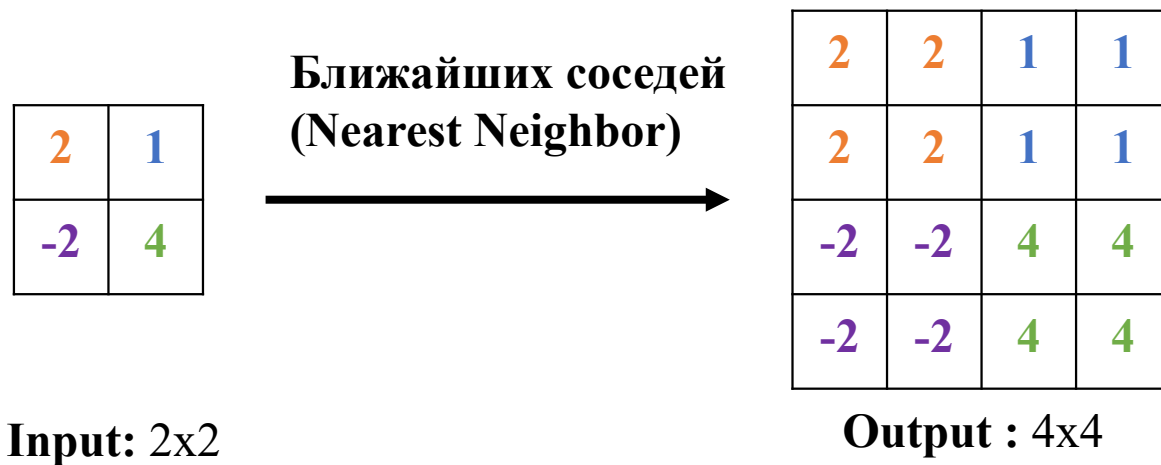 2 1
-2 4
Input: 2x2
Ближайших соседей
(Nearest Neighbor)
2 2 1 1
2 2 1 1
-2 -2 4 4
-2 -2 4 4
Output : 4x4